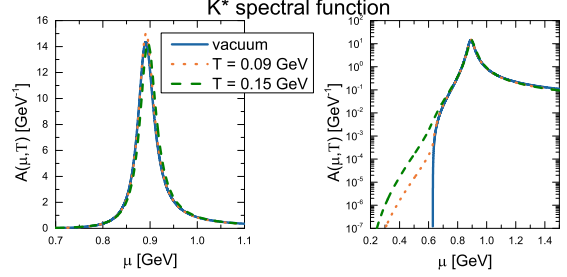 K* spectral function
A(μ,T) [GeV⁻¹]
16
14
12
10
8
6
4
2
0
0.7 0.8 0.9 1.0 1.1
μ [GeV]
vacuum
T = 0.09 GeV
T = 0.15 GeV
A(μ,T) [GeV⁻¹]
10²
10¹
10⁰
10⁻¹
10⁻²
10⁻³
10⁻⁴
10⁻⁵
10⁻⁶
10⁻⁷
0.2 0.4 0.6 0.8 1.0 1.2 1.4
μ [GeV]